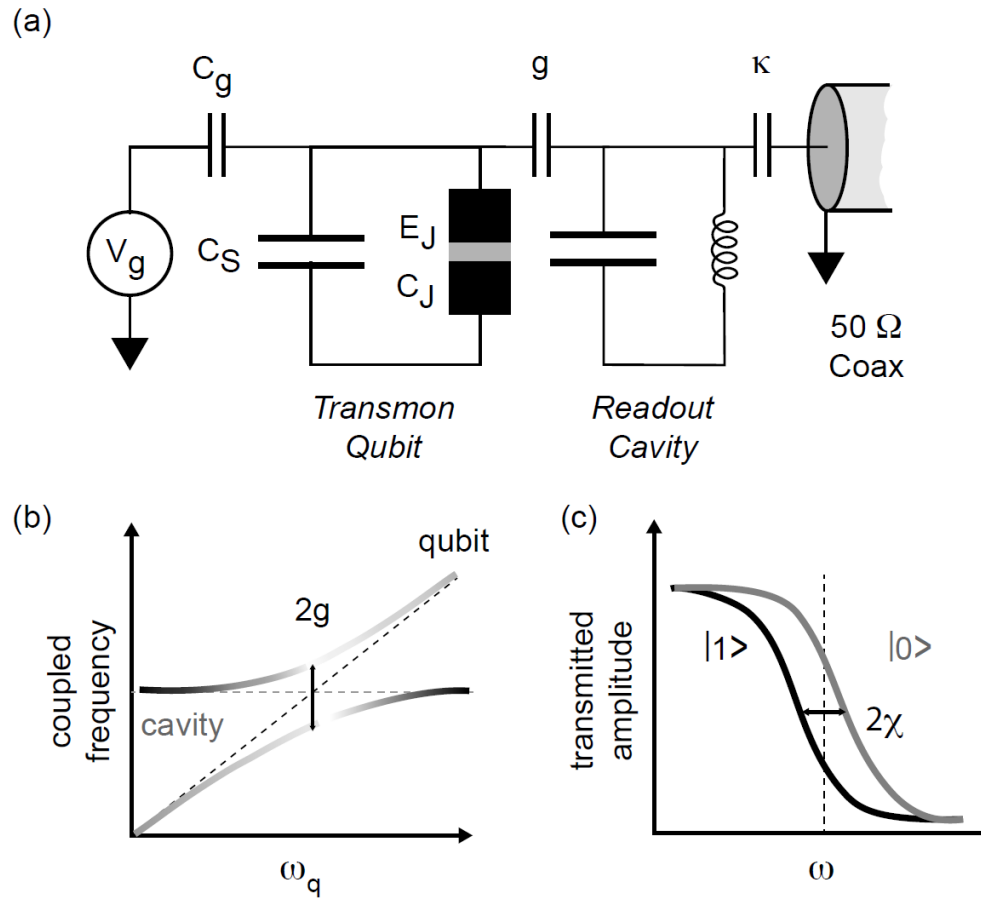 (a)
C_g
g
κ
V_g
C_S
E_J
C_J
50 Ω
Coax
Transmon
Qubit
Readout
Cavity
(b)
coupled
frequency
qubit
2g
cavity
ω_q
(c)
transmitted
amplitude
|1>
|0>
2χ
ω